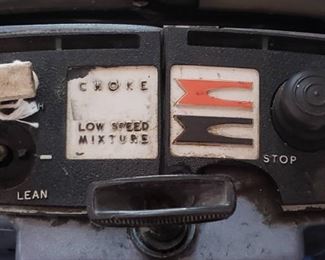 CHOKE
LOW SPEED
MIXTURE
STOP
LEAN